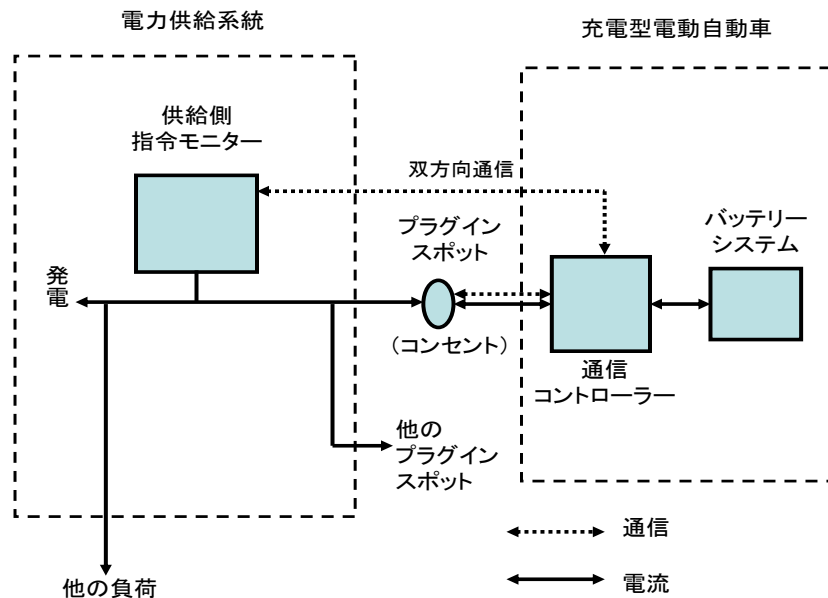 電力供給系統
充電型電動自動車
供給側
指令モニター
双方向通信
プラグイン
スポット
バッテリー
システム
発
電
(コンセント)
通信
コントローラー
他の
プラグイン
スポット
通信
電流
他の負荷